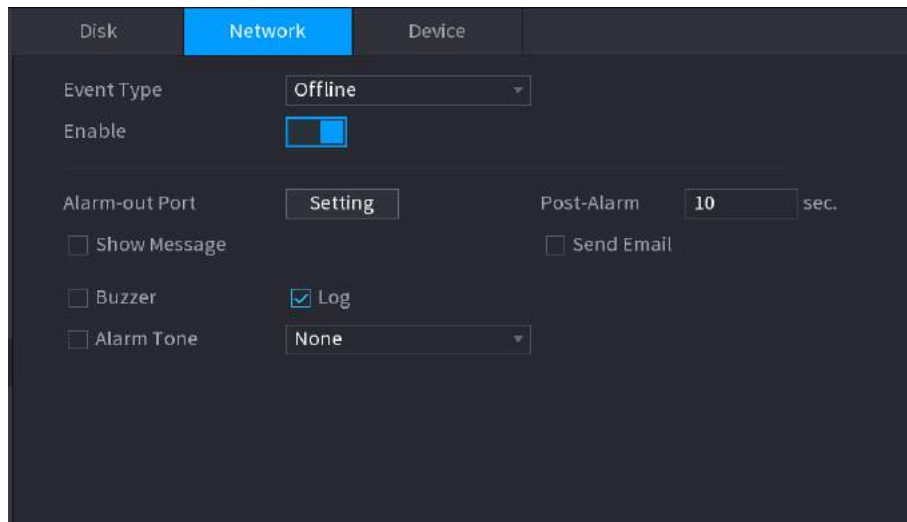 Disk Network Device
Event Type Offline
Enable
Alarm-out Port Setting Post-Alarm 10 sec.
Show Message Send Email
Buzzer Log
Alarm Tone None